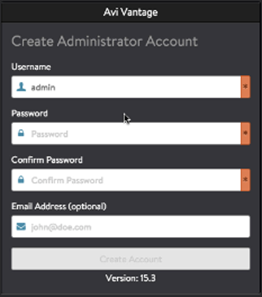 Avi Vantage
Create Administrator Account
Username
admin
Password
Password
Confirm Password
Confirm Password
Email Address (optional)
john@doe.com
Create Account
Version: 15.3